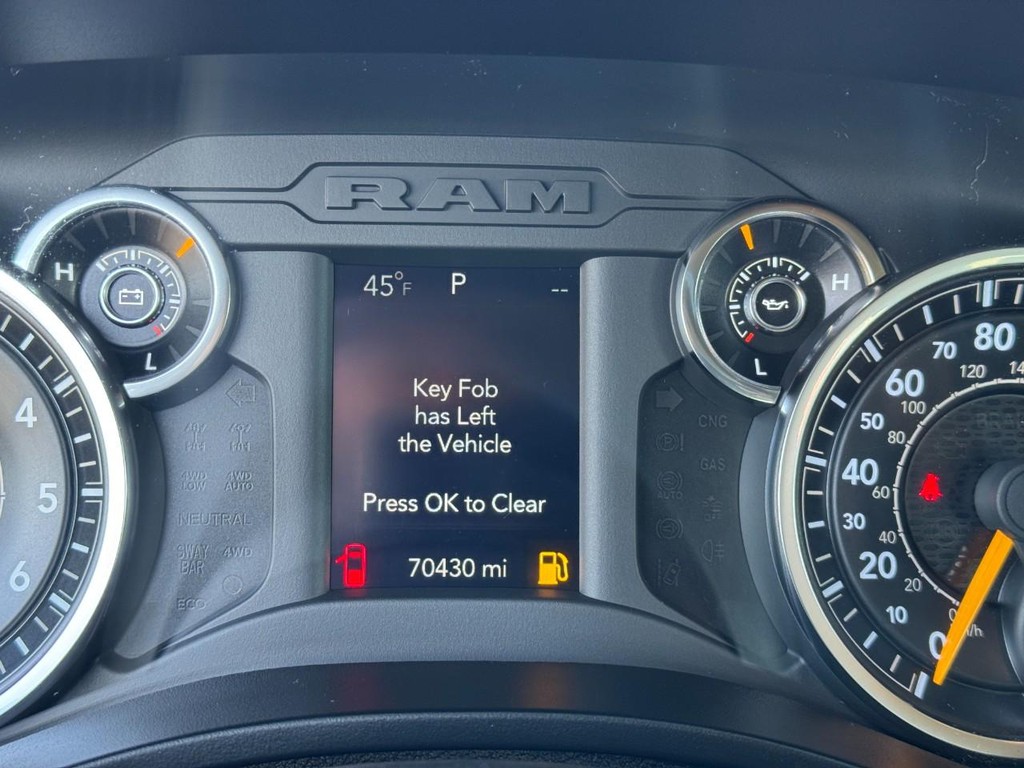 RAM
H
L
45°F P --
Key Fob
has Left
the Vehicle
Press OK to Clear
70430 mi
H
L
4
5
6
4WD LOW
4WD AUTO
NEUTRAL
SWAY BAR
4WD
ECO
CNG
GAS
AUTO
80
70
60
50
40
30
20
10
0
120
100
80
60
40
20